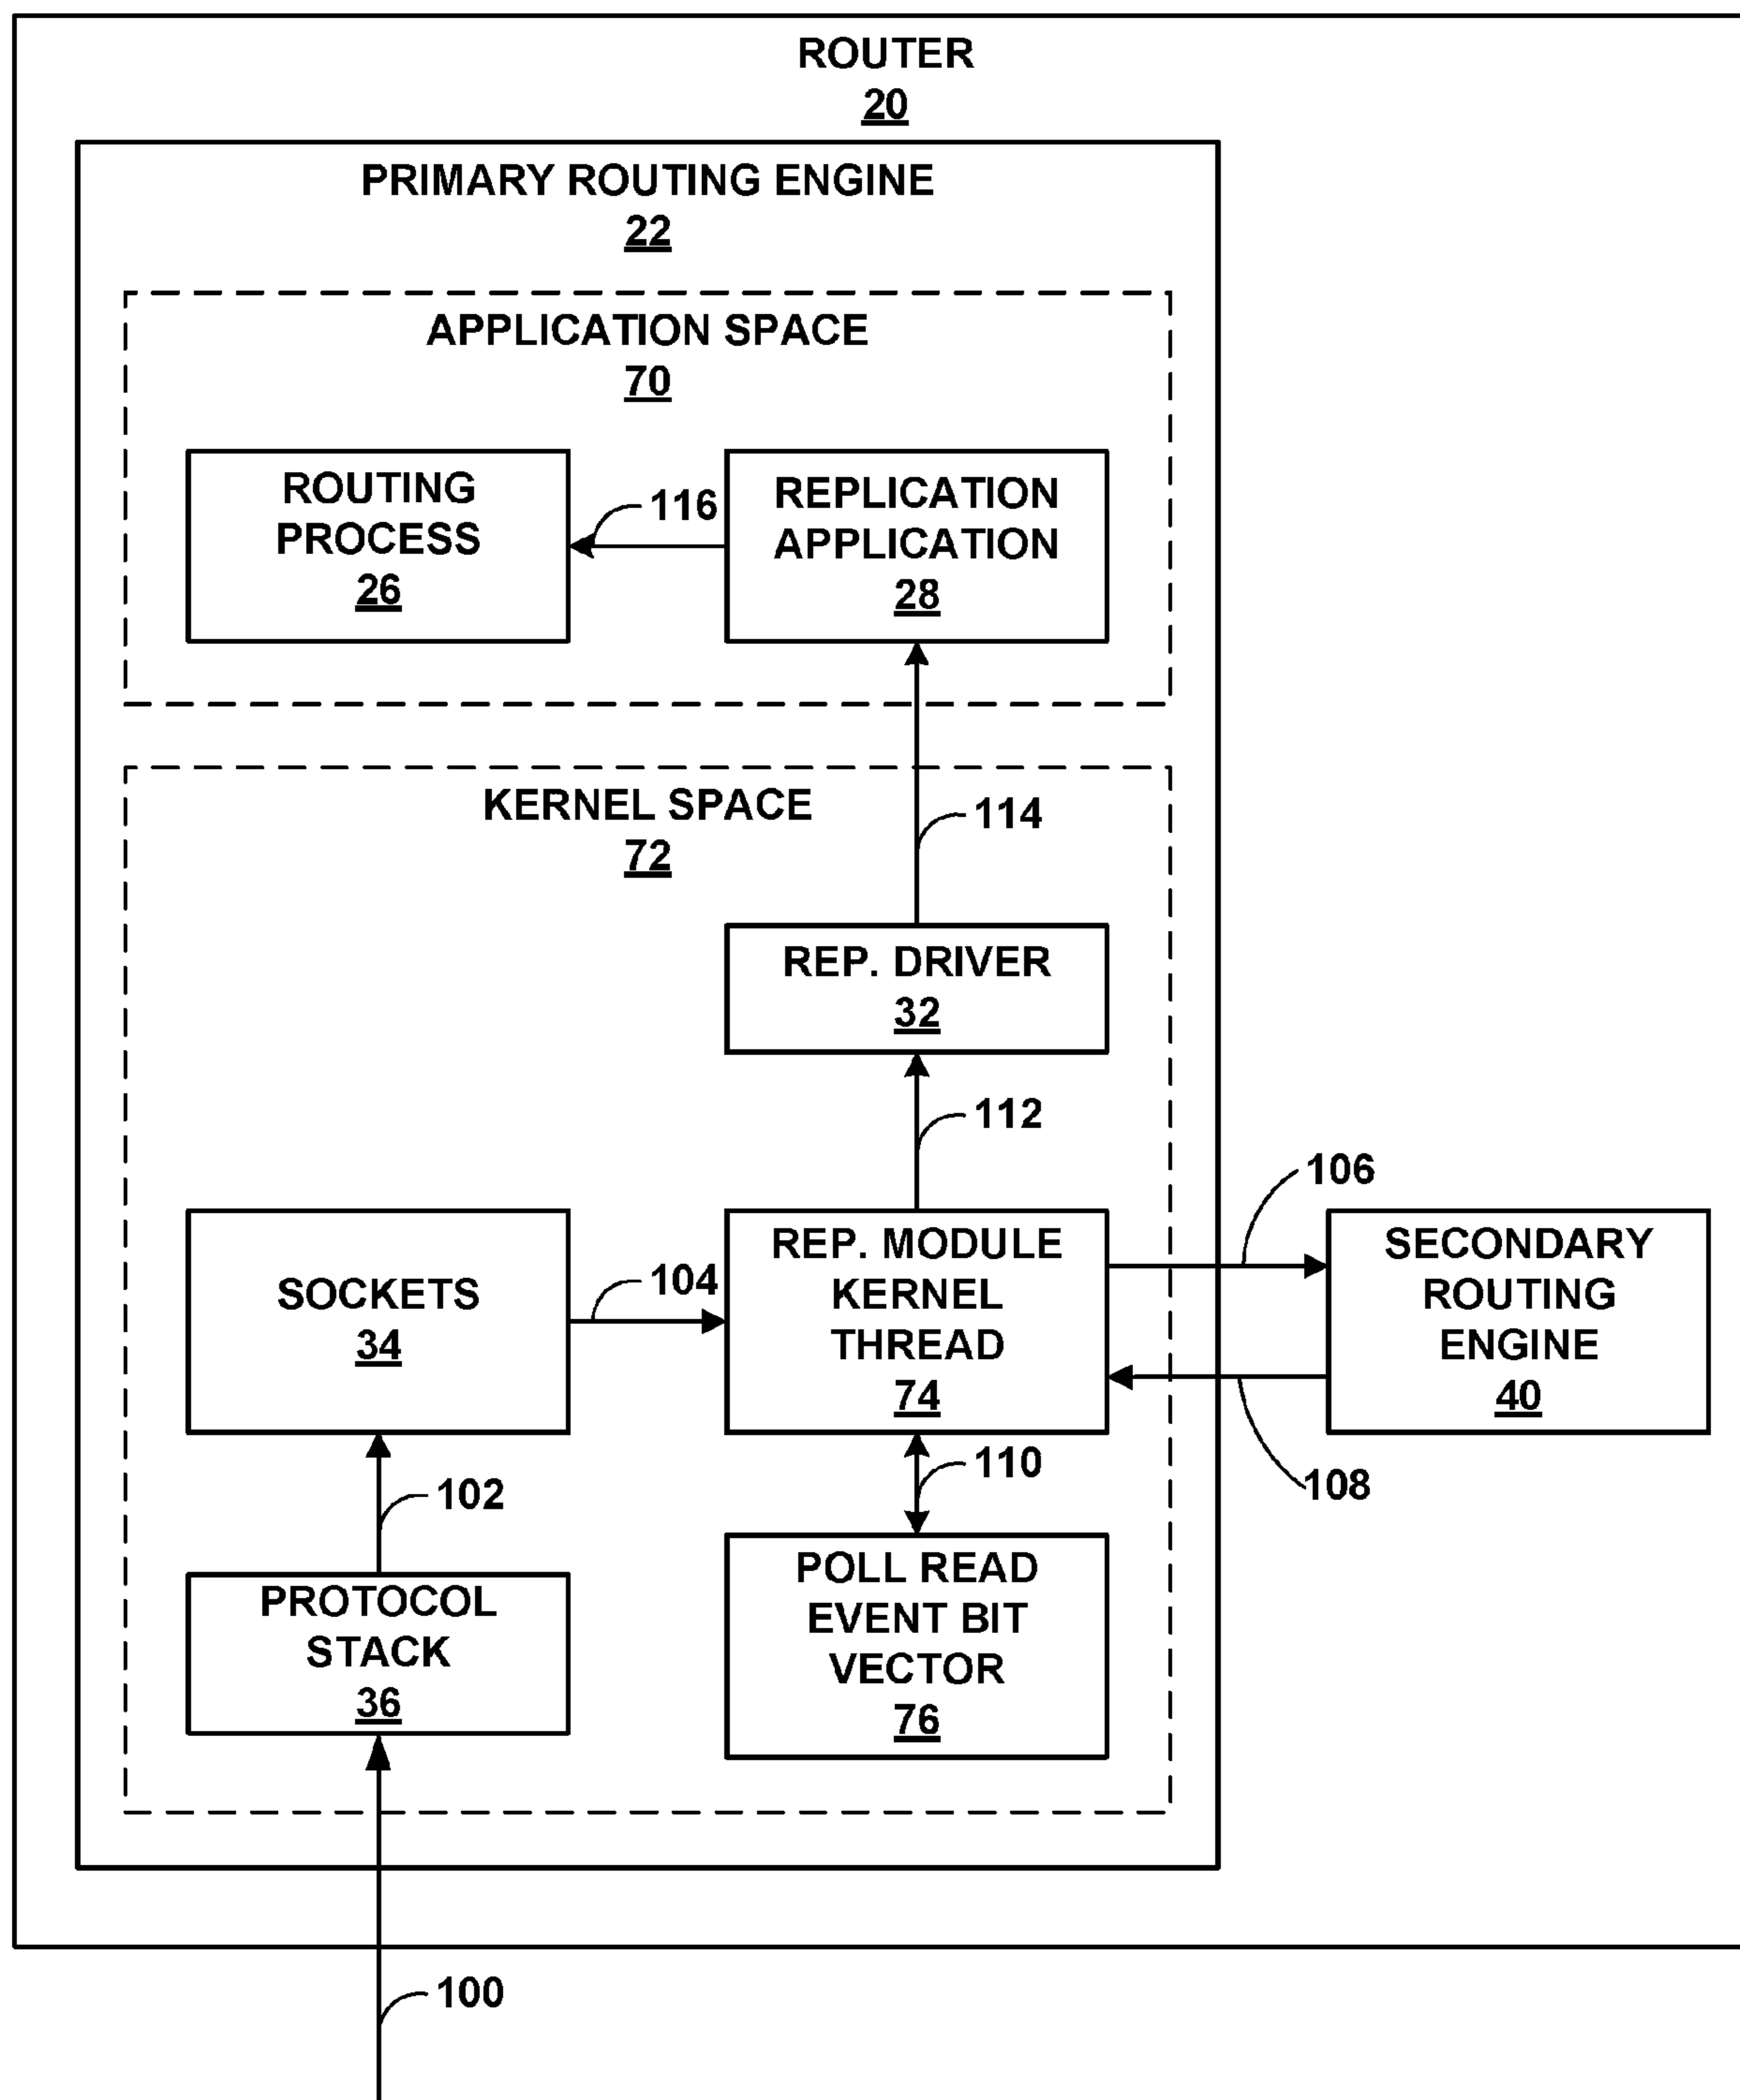 ROUTER
20
PRIMARY ROUTING ENGINE
22
APPLICATION SPACE
70
ROUTING
PROCESS
26
116
REPLICATION
APPLICATION
28
KERNEL SPACE
72
114
REP. DRIVER
32
112
106
SOCKETS
34
104
REP. MODULE
KERNEL
THREAD
74
SECONDARY
ROUTING
ENGINE
40
108
102
110
PROTOCOL
STACK
36
POLL READ
EVENT BIT
VECTOR
76
100